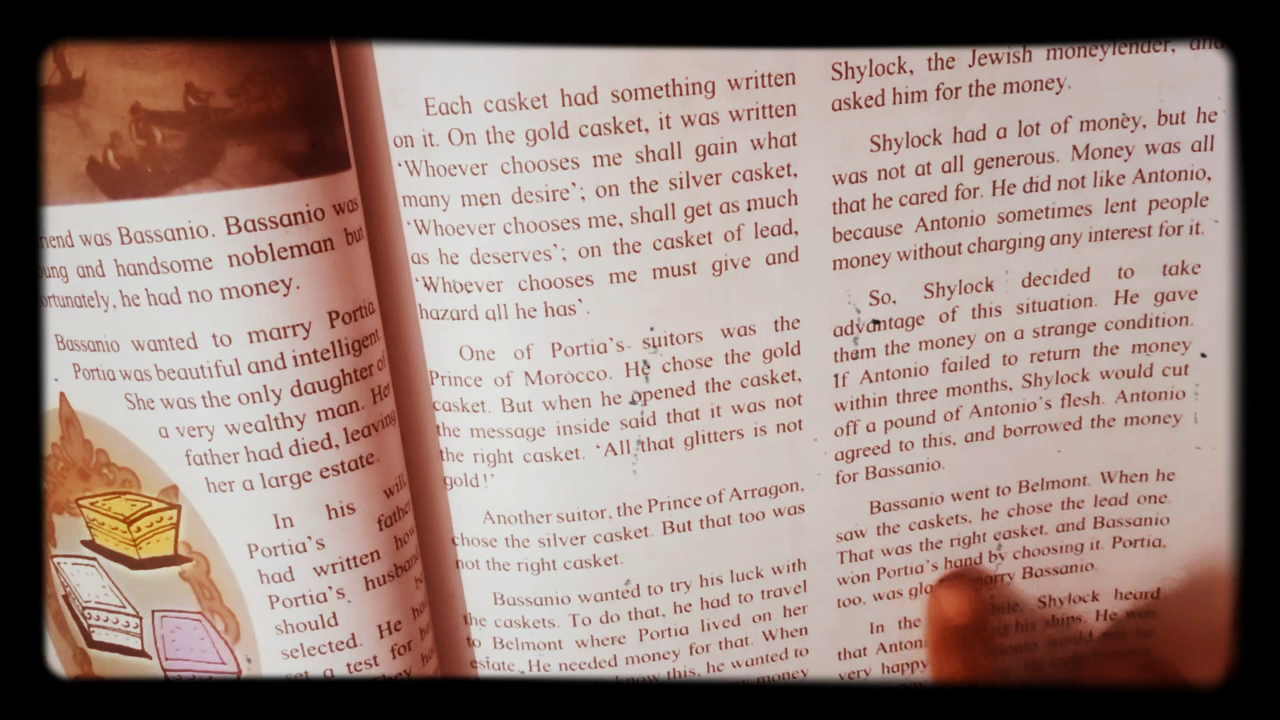 was Bassanio. Bassanio was
and handsome nobleman but
he had no money.
Bassanio wanted to marry Portia.
Portia was beautiful and intelligent.
She was the only daughter of
a very wealthy man. Her
father had died, leaving
her a large estate.
In his will,
Portia's father
had written how
Portia's husband
should
selected. He
a test for
Each casket had something written
on it. On the gold casket, it was written
'Whoever chooses me shall gain what
many men desire'; on the silver casket,
'Whoever chooses me, shall get as much
as he deserves'; on the casket of lead,
'Whoever chooses me must give and
hazard all he has'.
One of Portia's suitors was the
Prince of Morocco. He chose the gold
casket. But when he opened the casket,
the message inside said that it was not
the right casket. 'All that glitters is not
gold!'
Another suitor, the Prince of Arragon,
chose the silver casket. But that too was
not the right casket.
Bassanio wanted to try his luck with
the caskets. To do that, he had to travel
to Belmont where Portia lived on her
estate. He needed money for that. When
this, he wanted to
money
Shylock, the Jewish moneylender, and
asked him for the money.
Shylock had a lot of money, but he
was not at all generous. Money was all
that he cared for. He did not like Antonio,
because Antonio sometimes lent people
money without charging any interest for it.
So, Shylock decided to take
advantage of this situation. He gave
them the money on a strange condition.
If Antonio failed to return the money
within three months, Shylock would cut
off a pound of Antonio's flesh. Antonio
agreed to this, and borrowed the money
for Bassanio.
Bassanio went to Belmont. When he
saw the caskets, he chose the lead one.
That was the right casket, and Bassanio
won Portia's hand by choosing it. Portia,
too, was marry Bassanio.
In the Shylock heard
that his ships. He was
very happy